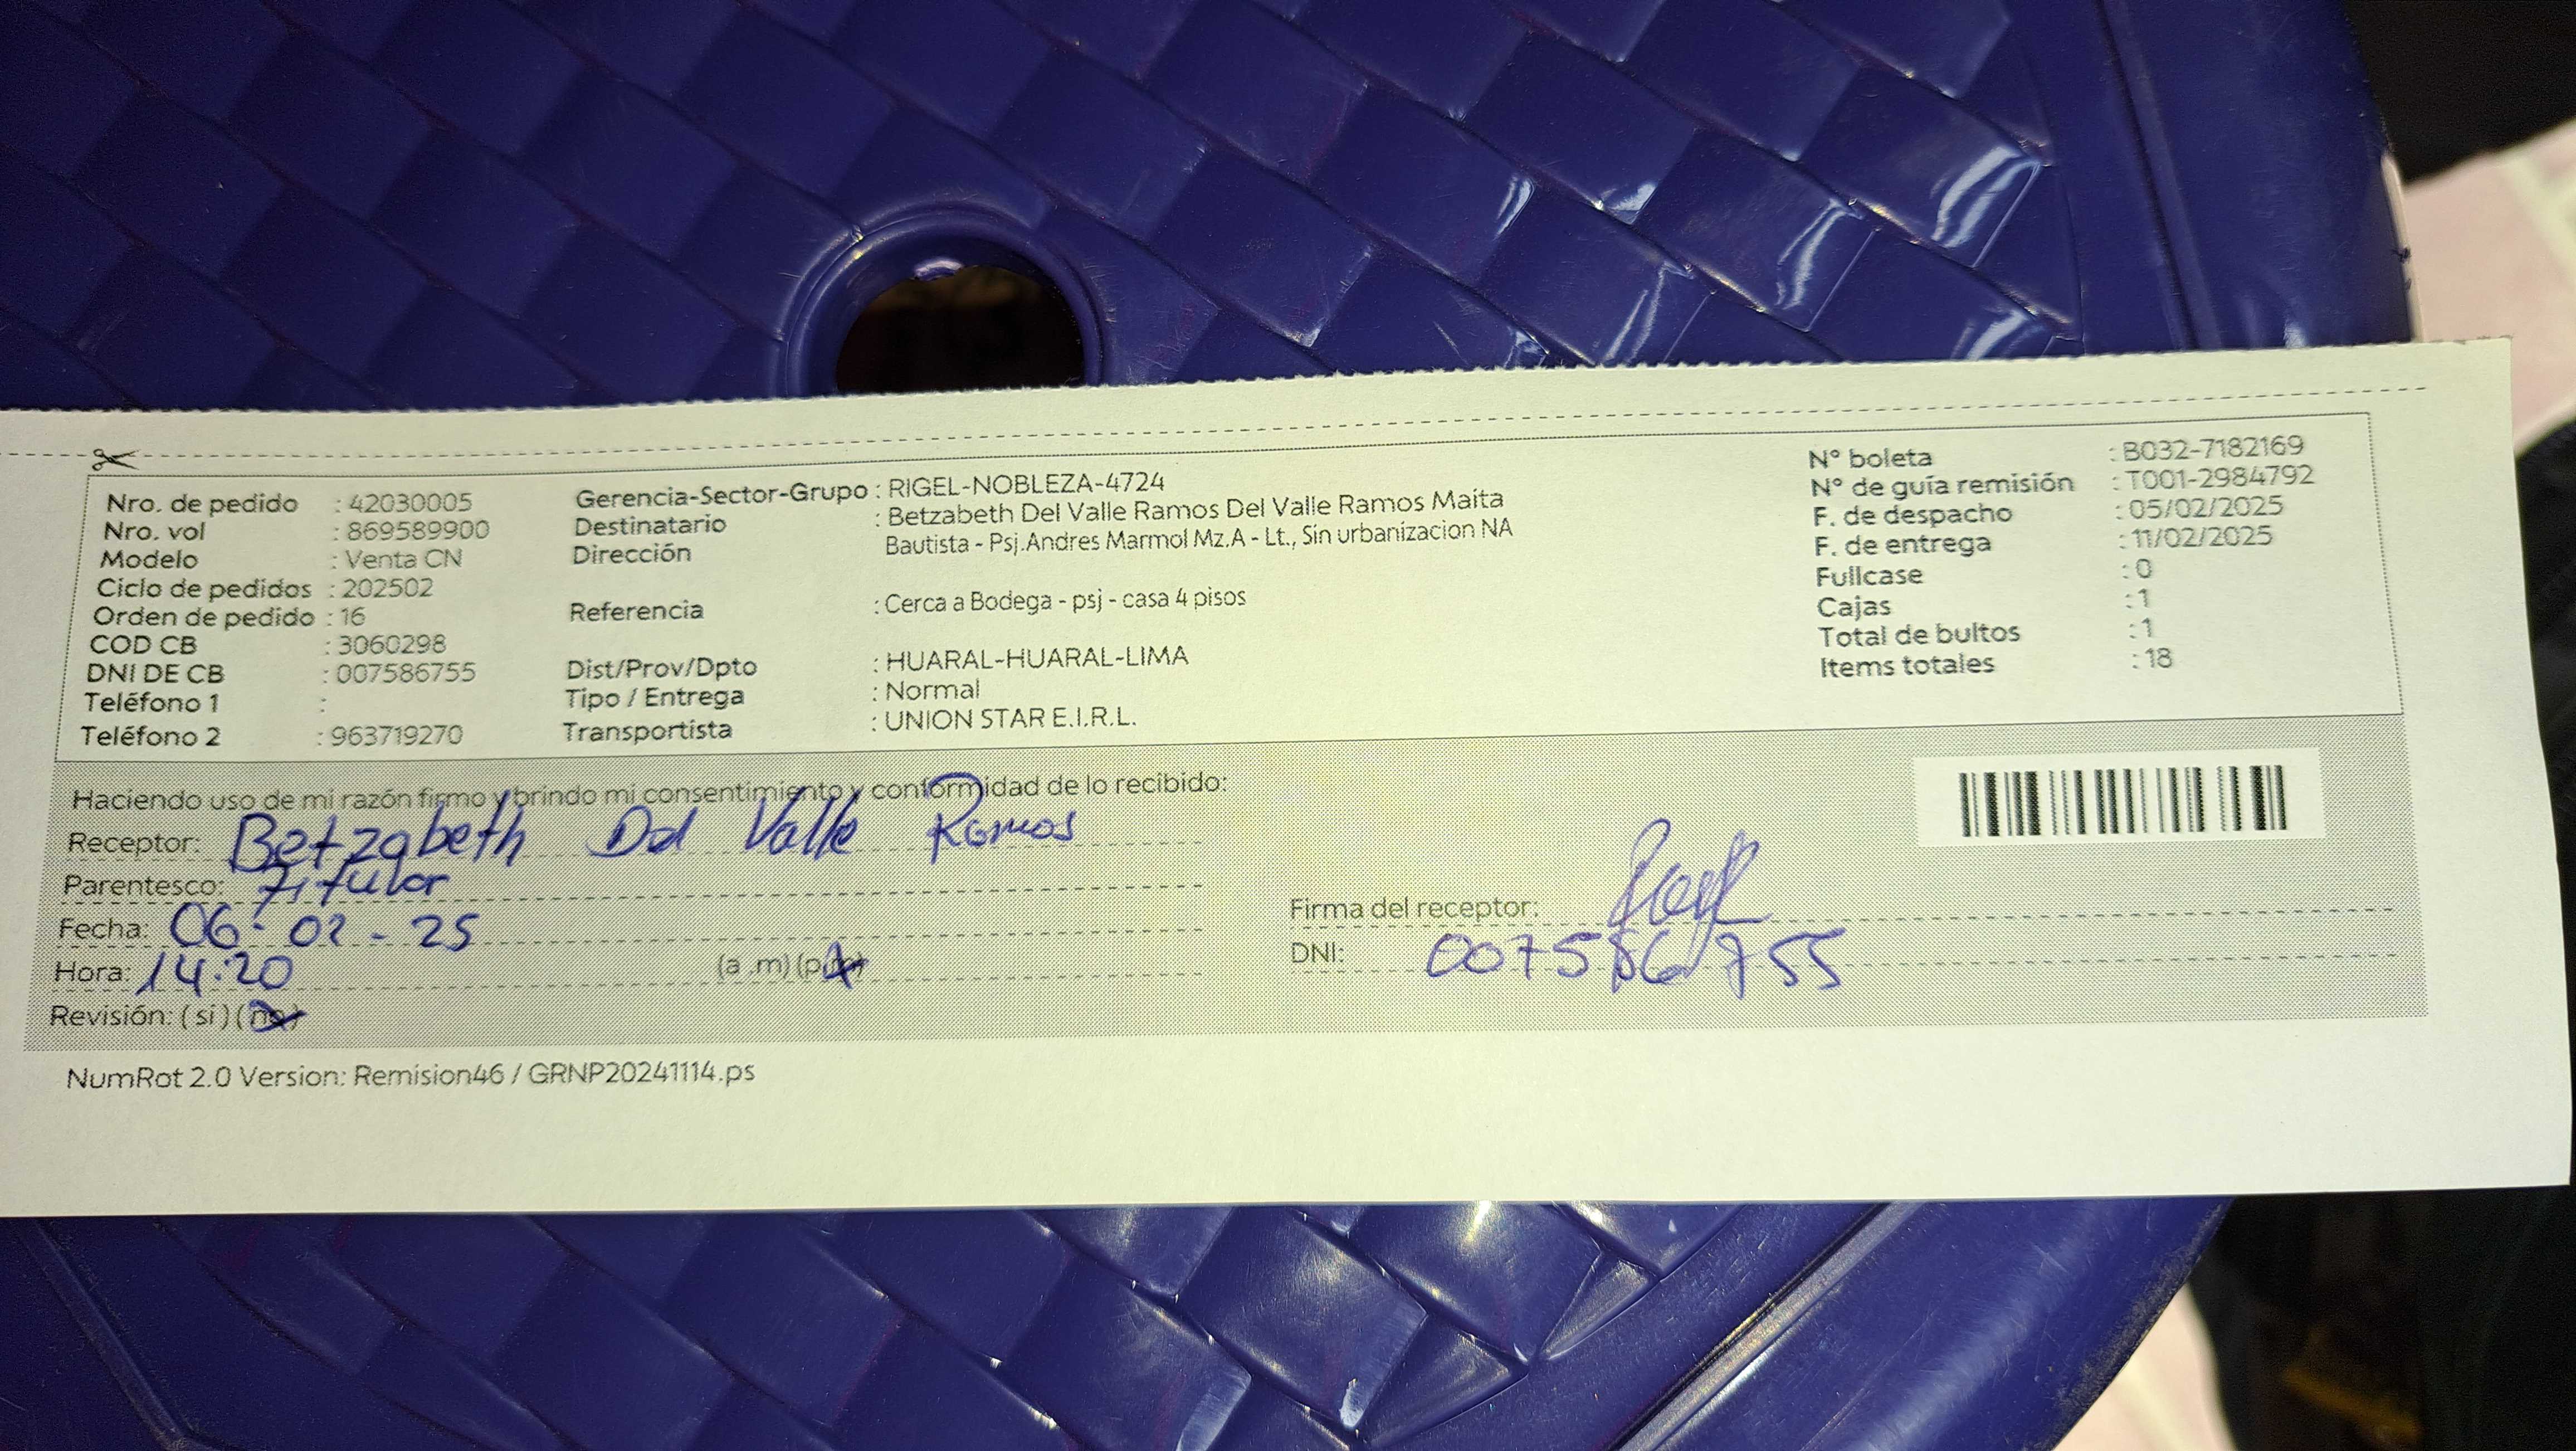 Nro. de pedido : 42030005
Nro. vol : 869589900
Modelo : Venta CN
Ciclo de pedidos : 202502
Orden de pedido : 16
COD CB : 3060298
DNI DE CB : 007586755
Teléfono 1 :
Teléfono 2 : 963719270
Gerencia-Sector-Grupo : RIGEL-NOBLEZA-4724
Destinatario : Betzabeth Del Valle Ramos Del Valle Ramos Maita
Dirección Bautista - Psj.Andres Marmol Mz.A - Lt., Sin urbanizacion NA
Referencia : Cerca a Bodega - psj - casa 4 pisos
Dist/Prov/Dpto : HUARAL-HUARAL-LIMA
Tipo / Entrega : Normal
Transportista : UNION STAR E.I.R.L.
N° boleta : B032-7182169
N° de guía remisión : T001-2984792
F. de despacho : 05/02/2025
F. de entrega : 11/02/2025
Fullcase : 0
Cajas : 1
Total de bultos : 1
Items totales : 18
Haciendo uso de mi razón firmo y brindo mi consentimiento y conformidad de lo recibido:
Receptor: Betzabeth Del Valle Ramos
Parentesco: Titular
Fecha: 06-02-25
Hora: 14:20 (a .m) (p.m)
Revisión: ( si ) ( no )
Firma del receptor:
DNI: 007586755
NumRot 2.0 Version: Remision46 / GRNP20241114.ps